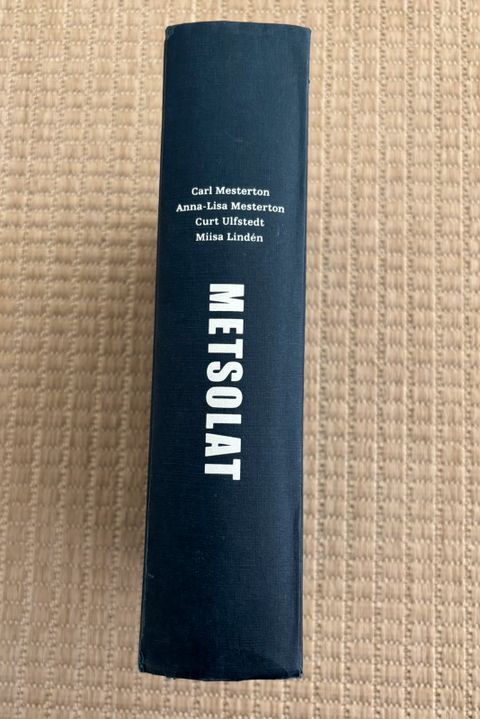 Carl Mesterton
Anna-Lisa Mesterton
Curt Ulfstedt
Miisa Lindén
METSOLAT